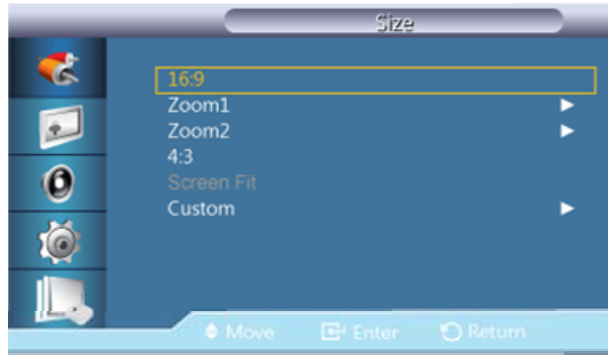 Size
16:9
Zoom1
Zoom2
4:3
Screen Fit
Custom
Move Enter Return